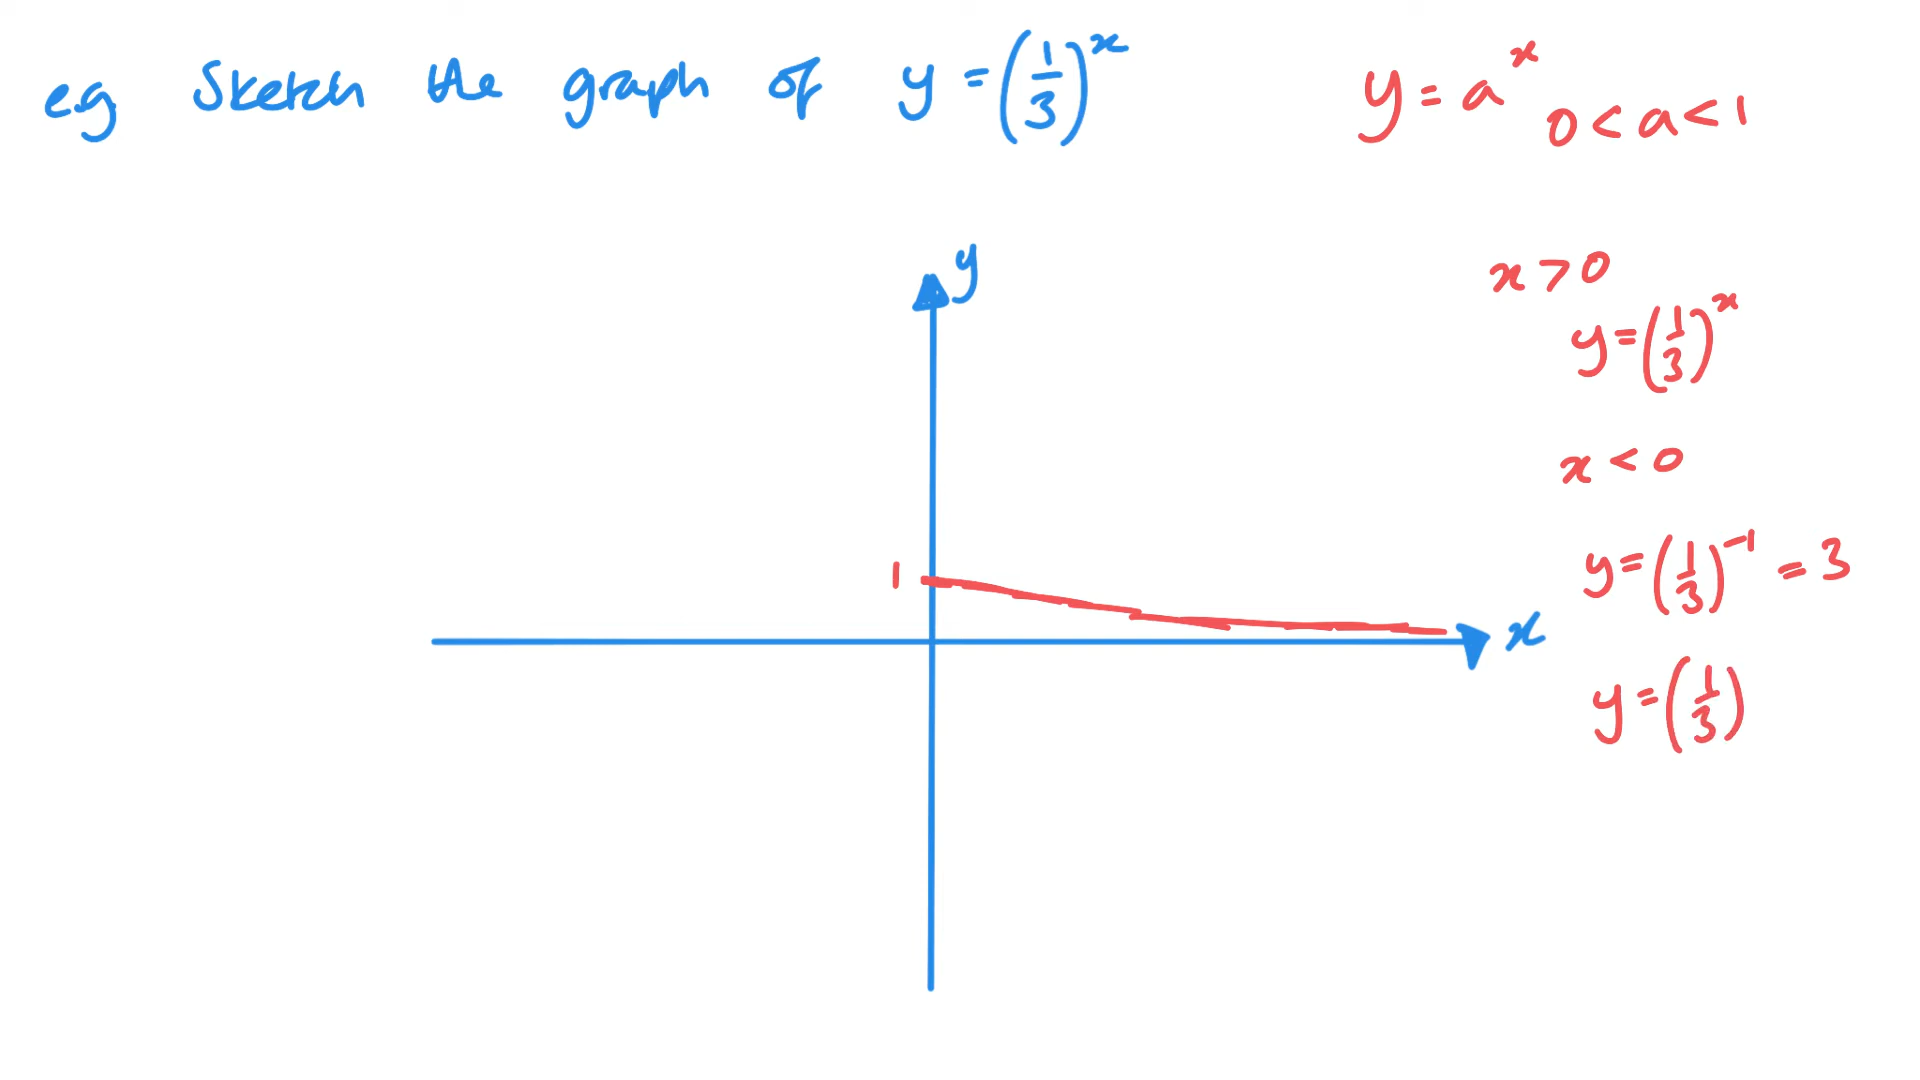 eg Sketch the graph of y = (1/3)^x
y = a^x 0 < a < 1
y
x > 0
y = (1/3)^x
x < 0
1
y = (1/3)^-1 = 3
x
y = (1/3)